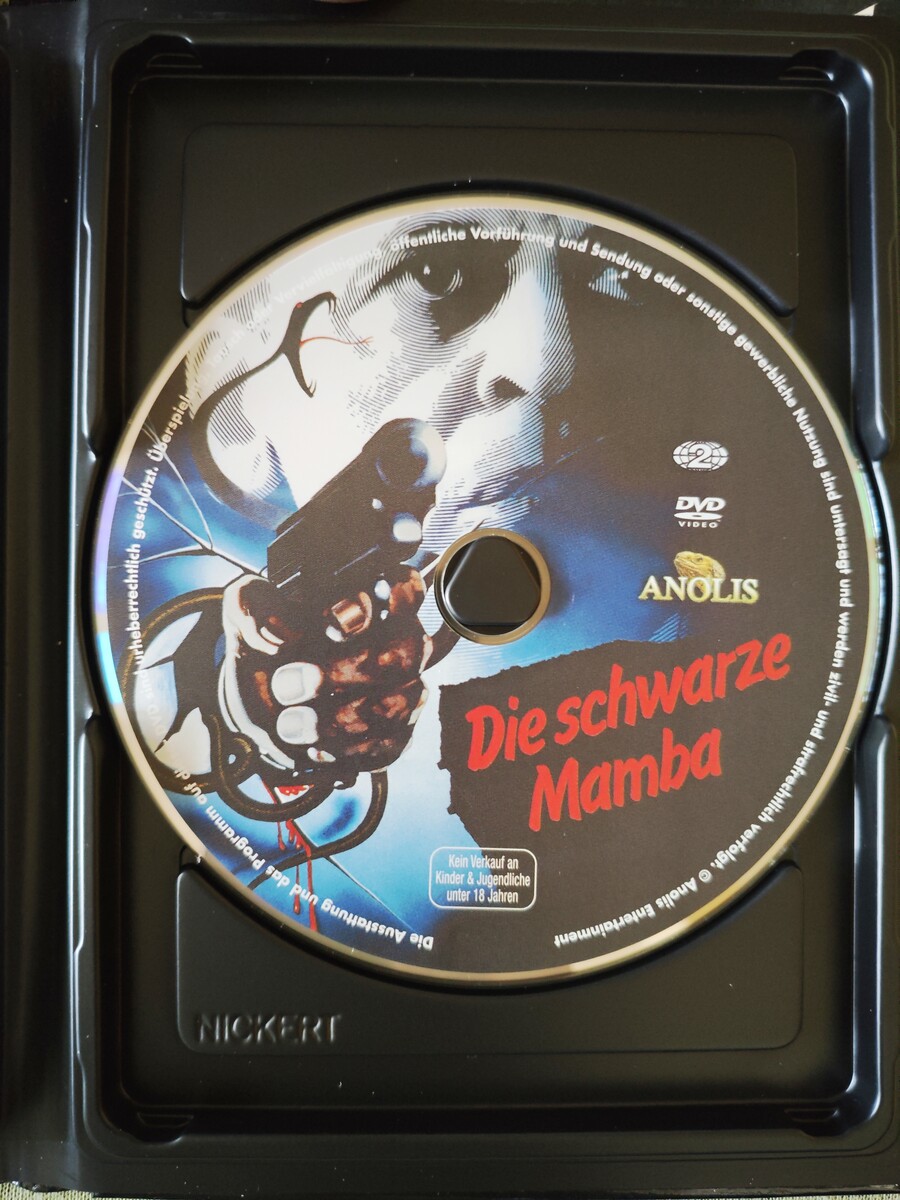 Die Ausstattung und das Programm auf urheberrechtlich geschützt. öffentliche Vorführung und Sendung oder sonstige gewerbliche Nutzung sind untersagt und werden zivil- und strafrechtlich verfolgt. © Anolis Entertainment
2
DVD
VIDEO
ANOLIS
Die schwarze
Mamba
Kein Verkauf an
Kinder & Jugendliche
unter 18 Jahren
NICKERT